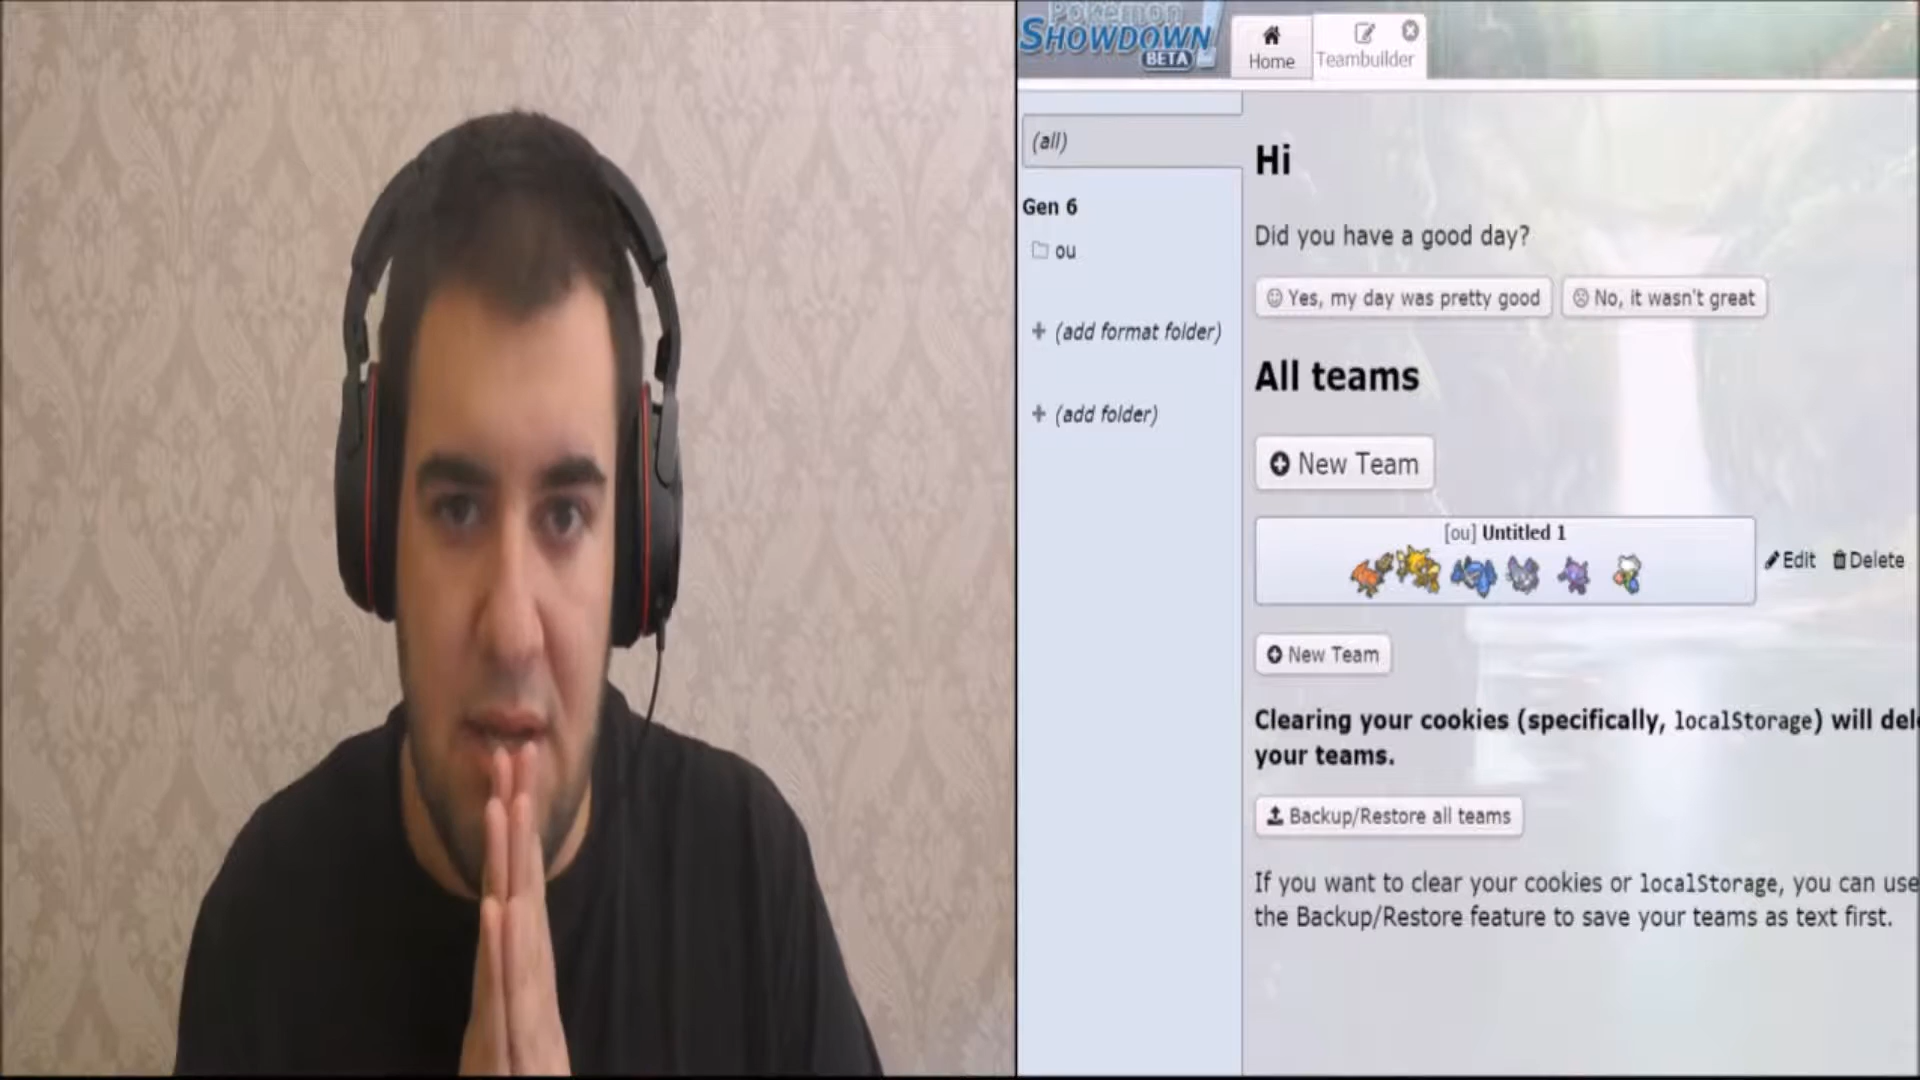 Pokémon
SHOWDOWN!
BETA
Home
Teambuilder
(all)
Gen 6
ou
(add format folder)
(add folder)
Hi
Did you have a good day?
Yes, my day was pretty good
No, it wasn't great
All teams
New Team
[ou] Untitled 1
Edit
Delete
New Team
Clearing your cookies (specifically, localStorage) will del
your teams.
Backup/Restore all teams
If you want to clear your cookies or localStorage, you can use
the Backup/Restore feature to save your teams as text first.